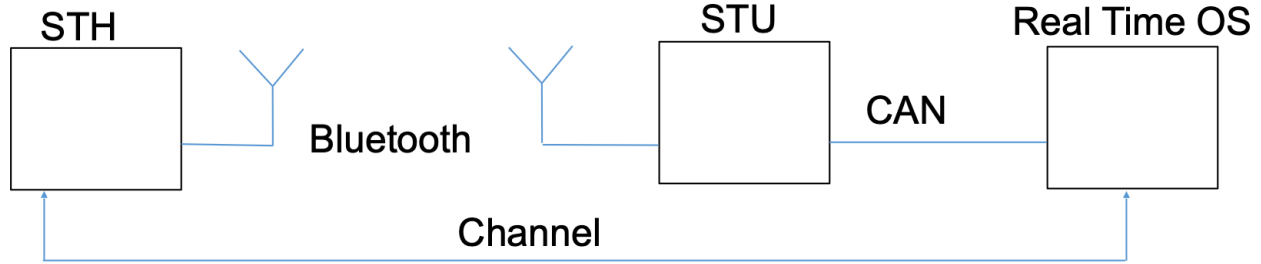 STH
STU
Real Time OS
CAN
Bluetooth
Channel